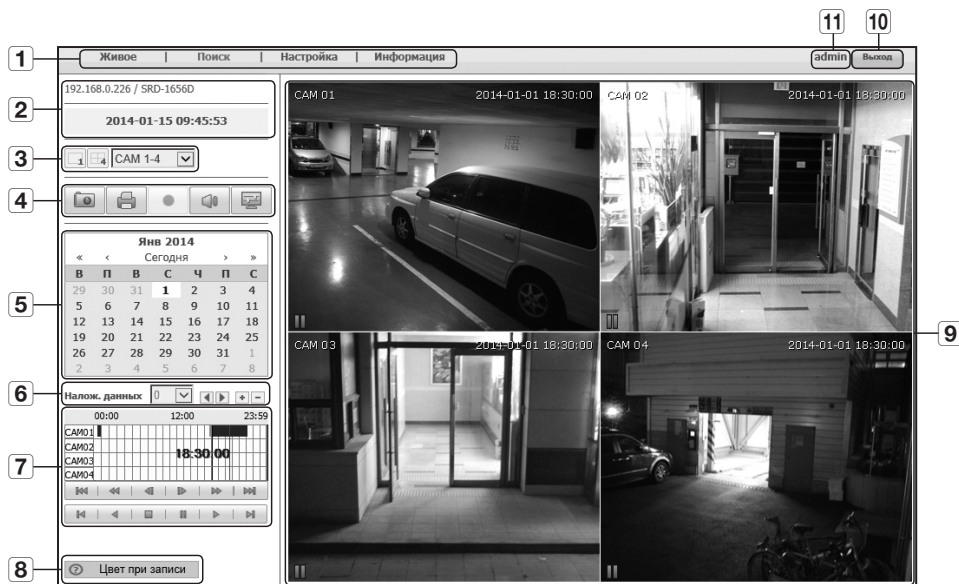 11 10
1 Живое | Поиск | Настройка | Информация admin Выход
2 192.168.0.226 / SRD-1656D
2014-01-15 09:45:53
3 1 4 CAM 1-4
4
5 Янв 2014
« ‹ Сегодня › »
В П В С Ч П С
29 30 31 1 2 3 4
5 6 7 8 9 10 11
12 13 14 15 16 17 18
19 20 21 22 23 24 25
26 27 28 29 30 31 1
2 3 4 5 6 7 8
6 Налож. данных 0
7 00:00 12:00 23:59
CAM01
CAM02
CAM03
CAM04
18:30:00
8 Цвет при записи
CAM 01 2014-01-01 18:30:00
CAM 02 2014-01-01 18:30:00
9
CAM 03 2014-01-01 18:30:00
CAM 04 2014-01-01 18:30:00